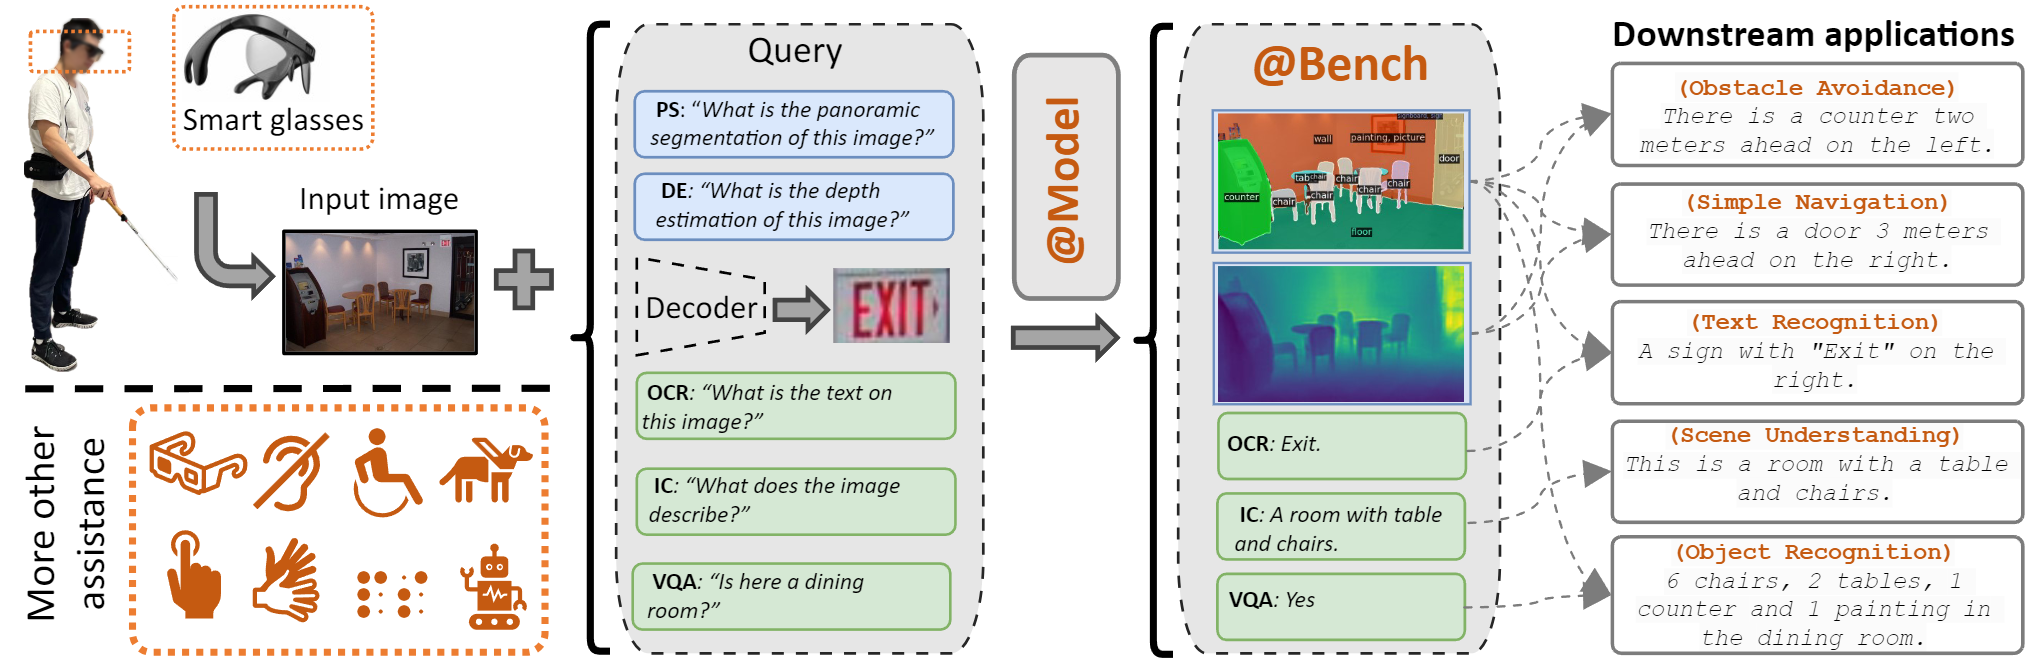 Smart glasses
Input image
EXIT
More other
assistance
Query
PS: “What is the panoramic
segmentation of this image?”
DE: “What is the depth
estimation of this image?”
Decoder
EXIT
OCR: “What is the text on
this image?”
IC: “What does the image
describe?”
VQA: “Is here a dining
room?”
@Model
@Bench
signboard, sign
wall
painting, picture
door
tab
chair
chair
chair
chair
chair
chair
counter
floor
OCR: Exit.
IC: A room with table
and chairs.
VQA: Yes
Downstream applications
(Obstacle Avoidance)
There is a counter two
meters ahead on the left.
(Simple Navigation)
There is a door 3 meters
ahead on the right.
(Text Recognition)
A sign with "Exit" on the
right.
(Scene Understanding)
This is a room with a table
and chairs.
(Object Recognition)
6 chairs, 2 tables, 1
counter and 1 painting in
the dining room.